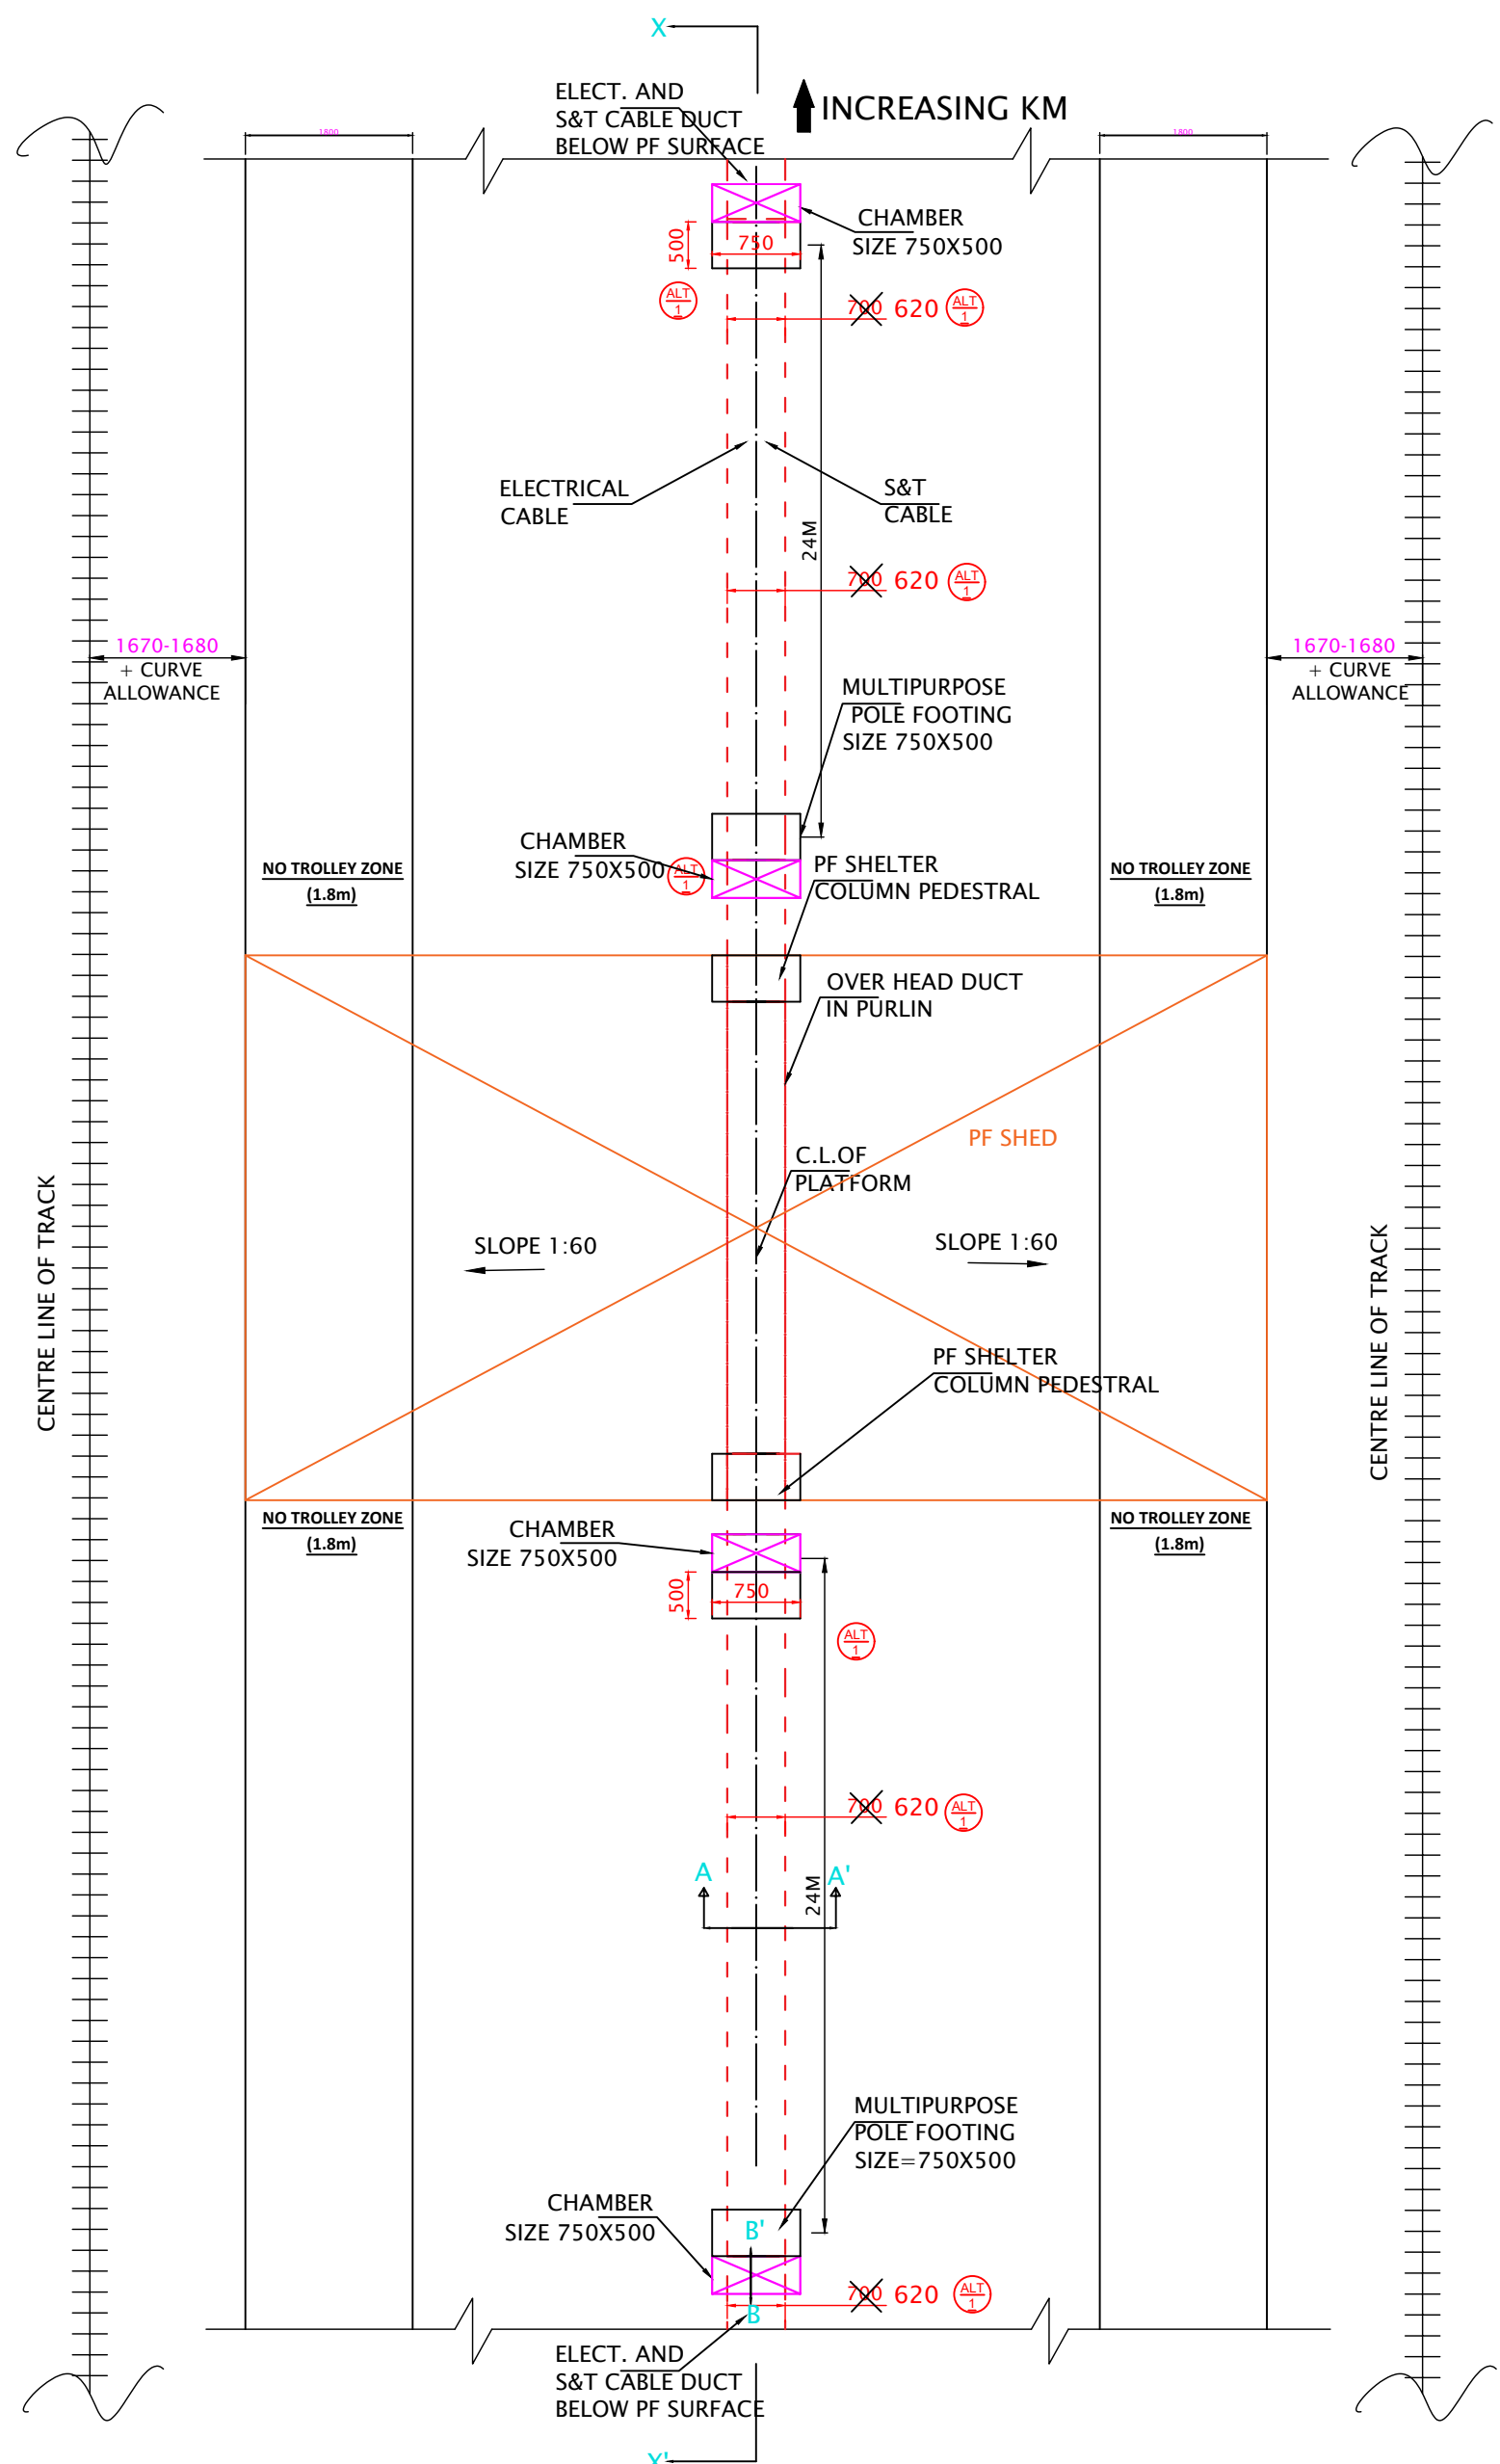 X
ELECT. AND
S&T CABLE DUCT
BELOW PF SURFACE
INCREASING KM
1800
1800
CHAMBER
SIZE 750X500
500
750
ALT
1
700 620
ALT
1
ELECTRICAL
CABLE
S&T
CABLE
24M
700 620
ALT
1
1670-1680
+ CURVE
ALLOWANCE
1670-1680
+ CURVE
ALLOWANCE
MULTIPURPOSE
POLE FOOTING
SIZE 750X500
CHAMBER
SIZE 750X500
ALT
1
NO TROLLEY ZONE
(1.8m)
PF SHELTER
COLUMN PEDESTRAL
NO TROLLEY ZONE
(1.8m)
OVER HEAD DUCT
IN PURLIN
PF SHED
C.L.OF
PLATFORM
SLOPE 1:60
SLOPE 1:60
CENTRE LINE OF TRACK
CENTRE LINE OF TRACK
PF SHELTER
COLUMN PEDESTRAL
NO TROLLEY ZONE
(1.8m)
NO TROLLEY ZONE
(1.8m)
CHAMBER
SIZE 750X500
500
750
ALT
1
700 620
ALT
1
A
A'
24M
MULTIPURPOSE
POLE FOOTING
SIZE=750X500
CHAMBER
SIZE 750X500
B'
B
700 620
ALT
1
ELECT. AND
S&T CABLE DUCT
BELOW PF SURFACE
X'